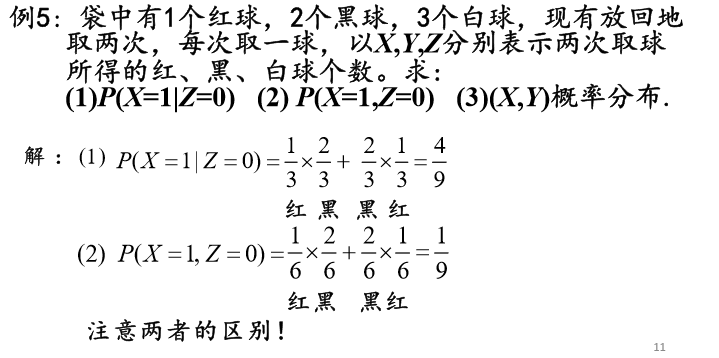 例5：袋中有1个红球，2个黑球，3个白球，现有放回地
取两次，每次取一球，以X,Y,Z分别表示两次取球
所得的红、黑、白球个数。求：
(1)P(X=1|Z=0) (2) P(X=1,Z=0) (3)(X,Y)概率分布.
解：(1) P(X=1|Z=0)=1/3×2/3+2/3×1/3=4/9
红 黑 黑 红
(2) P(X=1,Z=0)=1/6×2/6+2/6×1/6=1/9
红 黑 黑 红
注意两者的区别！
11